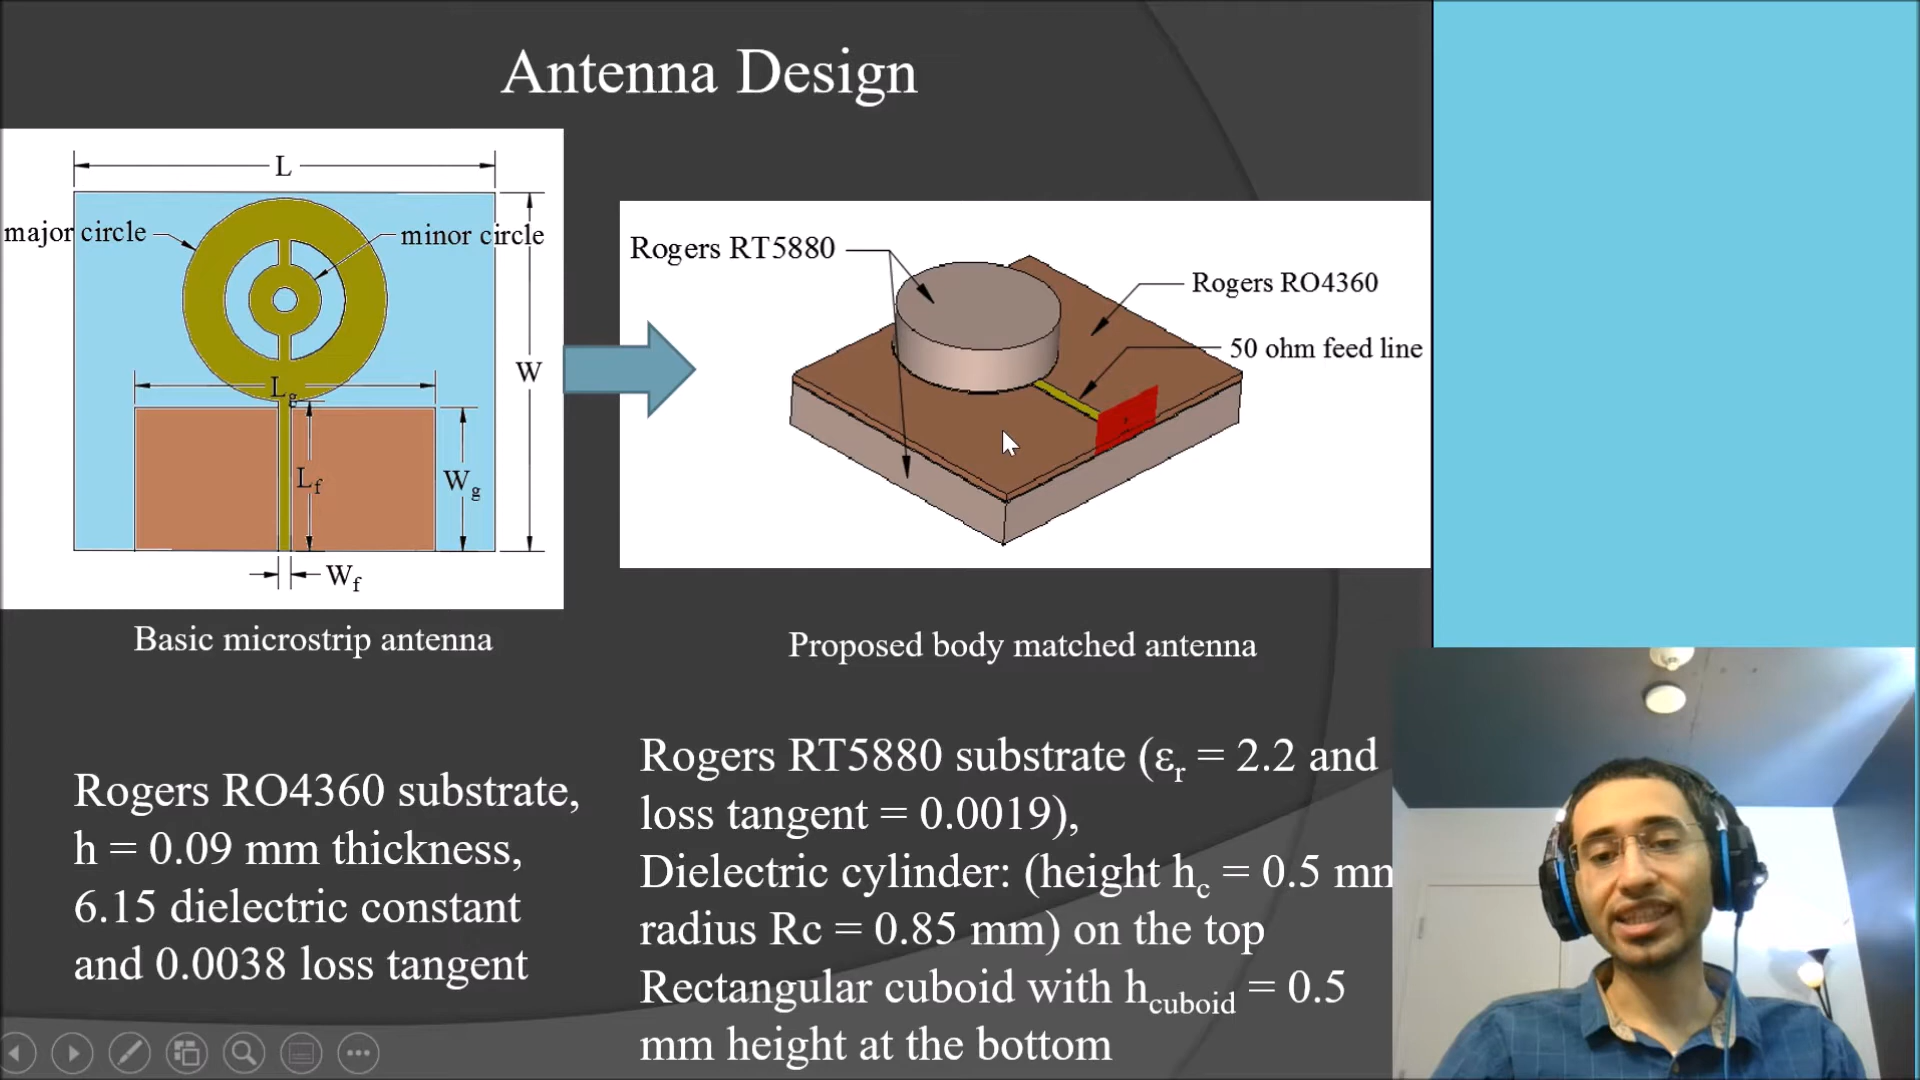 Antenna Design
L
major circle
minor circle
W
Lg
Lf
Wg
Wf
Rogers RT5880
Rogers RO4360
50 ohm feed line
Basic microstrip antenna
Proposed body matched antenna
Rogers RO4360 substrate,
h = 0.09 mm thickness,
6.15 dielectric constant
and 0.0038 loss tangent
Rogers RT5880 substrate (εr = 2.2 and
loss tangent = 0.0019),
Dielectric cylinder: (height hc = 0.5
radius Rc = 0.85 mm) on the top
Rectangular cuboid with hcuboid = 0.5
mm height at the bottom